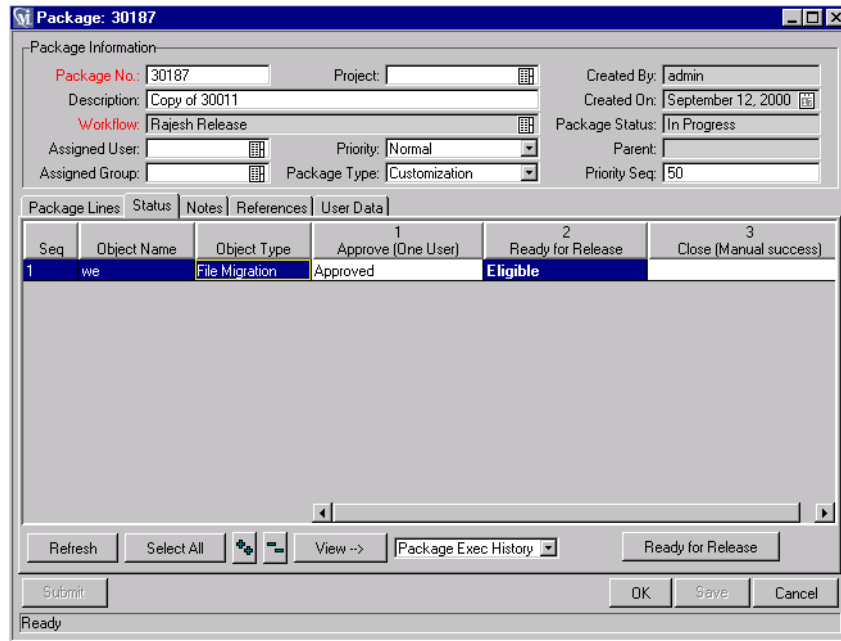 Package: 30187
Package Information
Package No.: 30187 Project: Created By: admin
Description: Copy of 30011 Created On: September 12, 2000
Workflow: Rajesh Release Package Status: In Progress
Assigned User: Priority: Normal Parent:
Assigned Group: Package Type: Customization Priority Seq: 50
Package Lines Status Notes References User Data
1 2 3
Seq Object Name Object Type Approve (One User) Ready for Release Close (Manual success)
1 we File Migration Approved Eligible
Refresh Select All View --> Package Exec History Ready for Release
Submit OK Save Cancel
Ready